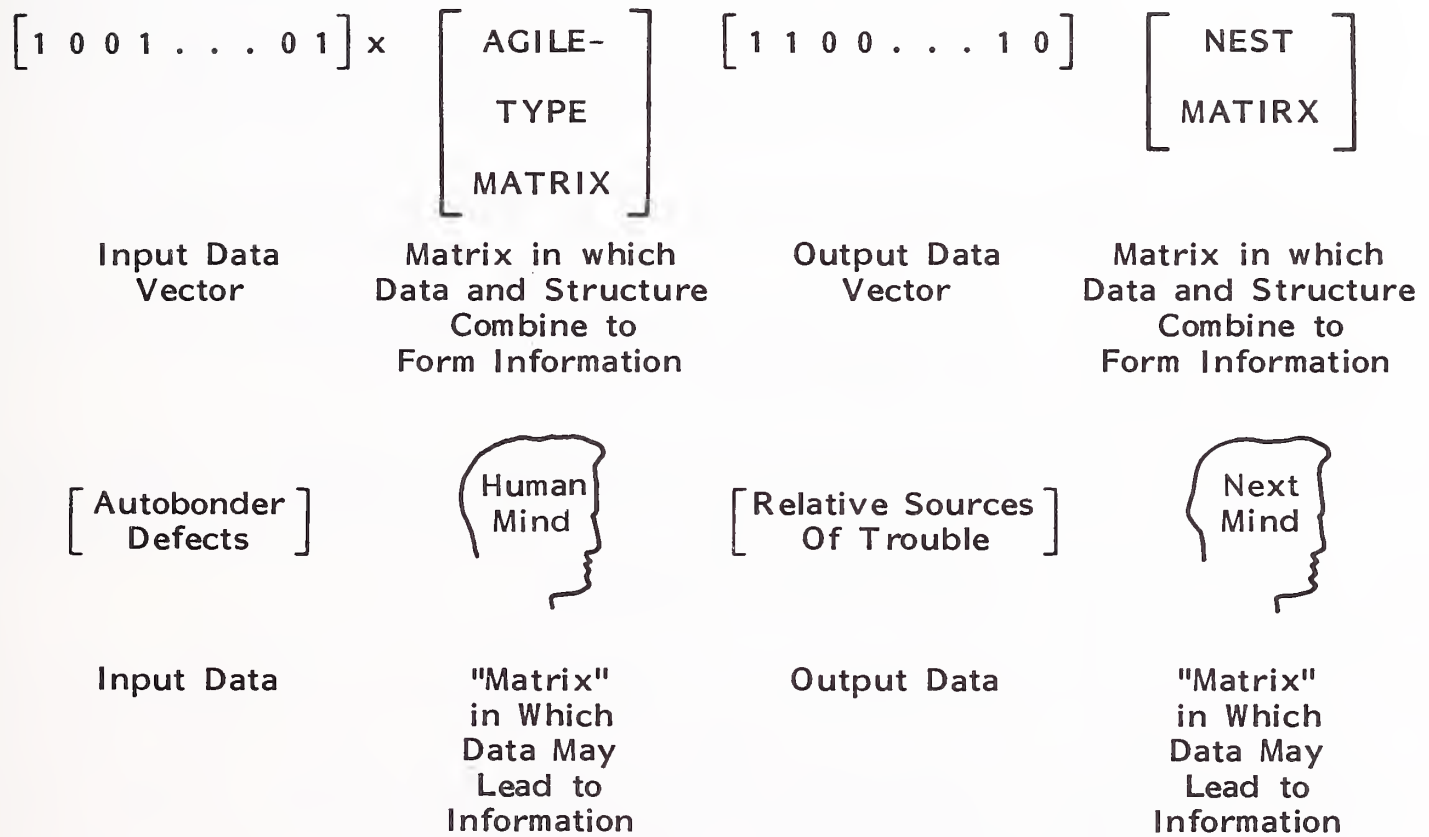 [1 0 0 1 . . . 0 1] x
AGILE-
TYPE
MATRIX
[1 1 0 0 . . . 1 0]
NEST
MATIRX
Input Data
Vector
Matrix in which
Data and Structure
Combine to
Form Information
Output Data
Vector
Matrix in which
Data and Structure
Combine to
Form Information
Autobonder
Defects
Human
Mind
Relative Sources
Of Trouble
Next
Mind
Input Data
"Matrix"
in Which
Data May
Lead to
Information
Output Data
"Matrix"
in Which
Data May
Lead to
Information